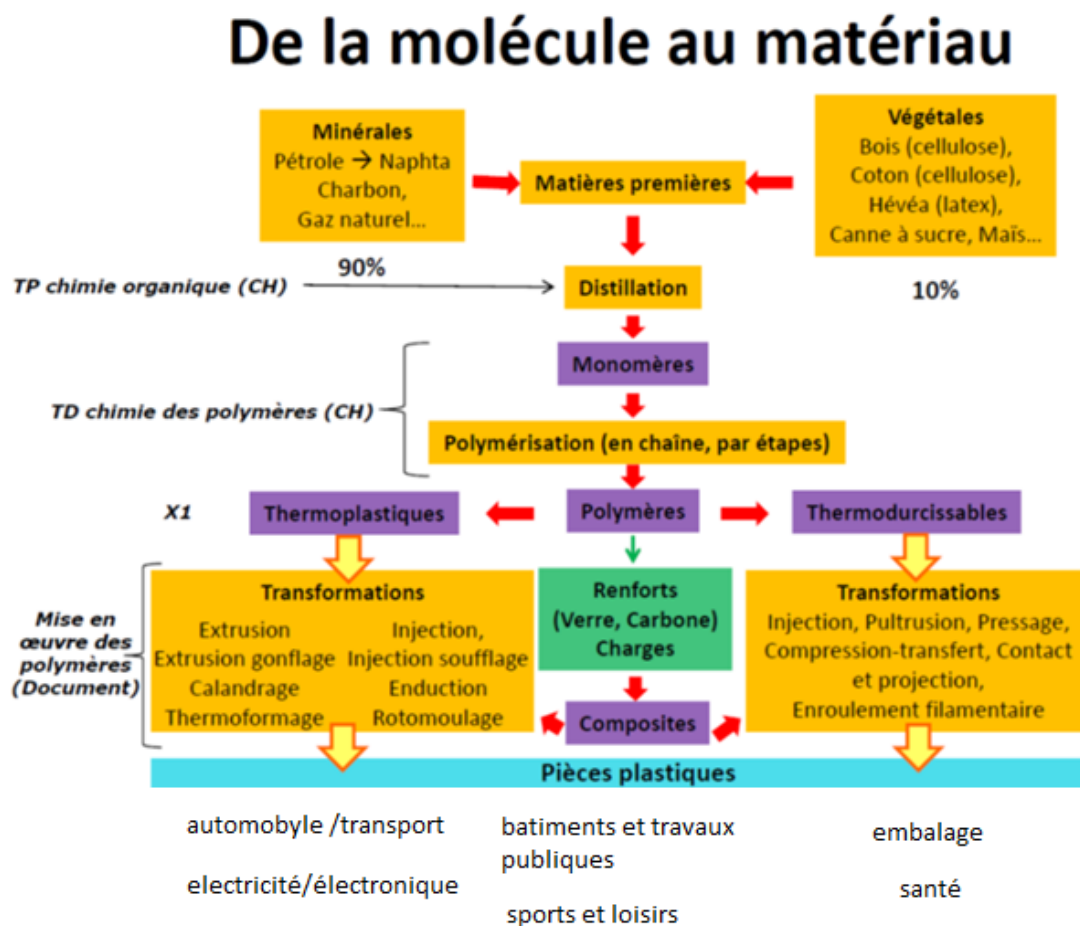 De la molécule au matériau
Minérales
Pétrole → Naphta
Charbon,
Gaz naturel...
Matières premières
Végétales
Bois (cellulose),
Coton (cellulose),
Hévéa (latex),
Canne à sucre, Maïs...
90%
10%
TP chimie organique (CH)
Distillation
Monomères
TD chimie des polymères (CH)
Polymérisation (en chaîne, par étapes)
X1
Thermoplastiques
Polymères
Thermodurcissables
Mise en
œuvre des
polymères
(Document)
Transformations
Extrusion
Extrusion gonflage
Calandrage
Thermoformage
Injection,
Injection soufflage
Enduction
Rotomoulage
Renforts
(Verre, Carbone)
Charges
Composites
Transformations
Injection, Pultrusion, Pressage,
Compression-transfert, Contact
et projection,
Enroulement filamentaire
Pièces plastiques
automobyle /transport
electricité/électronique
batiments et travaux
publiques
sports et loisirs
embalage
santé